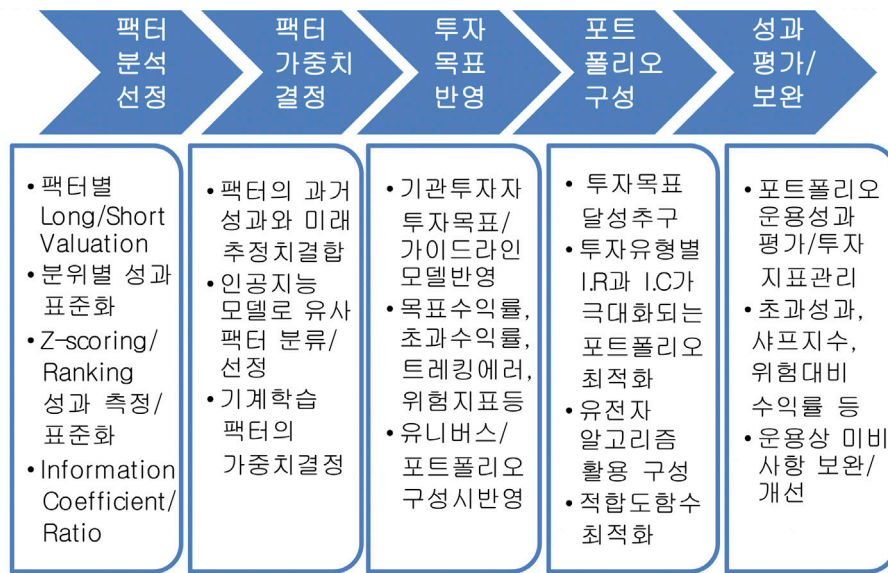 팩터
분석
선정
팩터
가중치
결정
투자
목표
반영
포트
폴리오
구성
성과
평가/
보완
• 팩터별
Long/Short
Valuation
• 분위별 성과
표준화
• Z-scoring/
Ranking
성과 측정/
표준화
• Information
Coefficient/
Ratio
• 팩터의 과거
성과와 미래
추정치결합
• 인공지능
모델로 유사
팩터 분류/
선정
• 기계학습
팩터의
가중치결정
• 기관투자자
투자목표/
가이드라인
모델반영
• 목표수익률,
초과수익률,
트레킹에러,
위험지표등
• 유니버스/
포트폴리오
구성시반영
• 투자목표
달성추구
• 투자유형별
I.R과 I.C가
극대화되는
포트폴리오
최적화
• 유전자
알고리즘
활용 구성
• 적합도함수
최적화
• 포트폴리오
운용성과
평가/투자
지표관리
• 초과성과,
샤프지수,
위험대비
수익률 등
• 운용상 미비
사항 보완/
개선